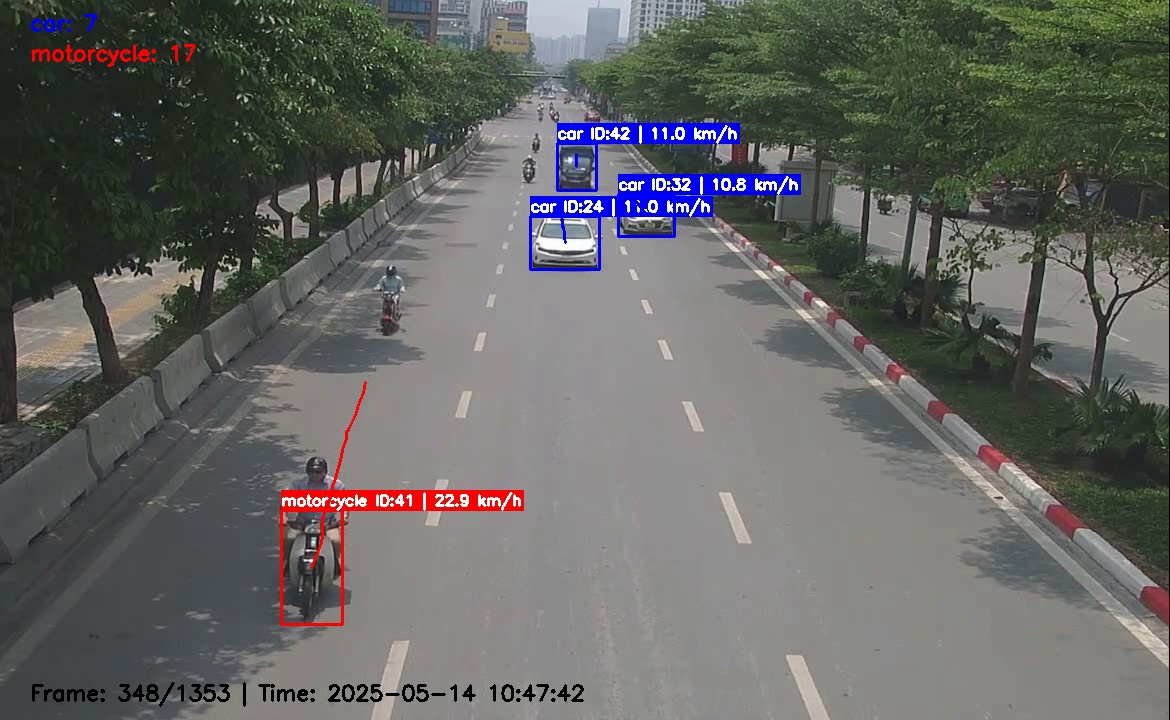 car: 7
motorcycle: 17
car ID:42 | 11.0 km/h
car ID:32 | 10.8 km/h
car ID:24 | km/h
motorcycle ID:41 | 22.9 km/h
Frame: 348/1353 | Time: 2025-05-14 10:47:42